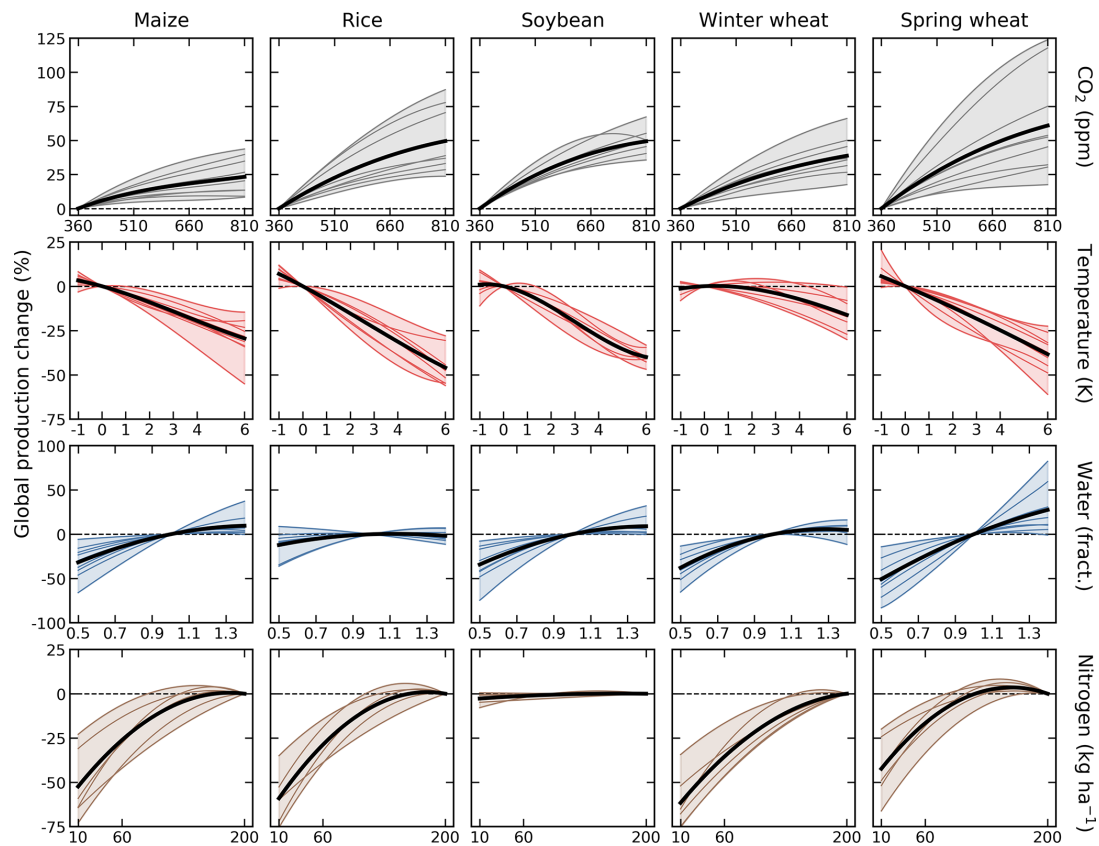 Maize Rice Soybean Winter wheat Spring wheat
Global production change (%)
125
100
75
50
25
0
360 510 660 810 360 510 660 810 360 510 660 810 360 510 660 810 360 510 660 810
CO₂ (ppm)
25
0
-25
-50
-75
-1 0 1 2 3 4 6 -1 0 1 2 3 4 6 -1 0 1 2 3 4 6 -1 0 1 2 3 4 6 -1 0 1 2 3 4 6
Temperature (K)
100
50
0
-50
-100
0.5 0.7 0.9 1.1 1.3 0.5 0.7 0.9 1.1 1.3 0.5 0.7 0.9 1.1 1.3 0.5 0.7 0.9 1.1 1.3 0.5 0.7 0.9 1.1 1.3
Water (fract.)
25
0
-25
-50
-75
10 60 200 10 60 200 10 60 200 10 60 200 10 60 200
Nitrogen (kg ha⁻¹)